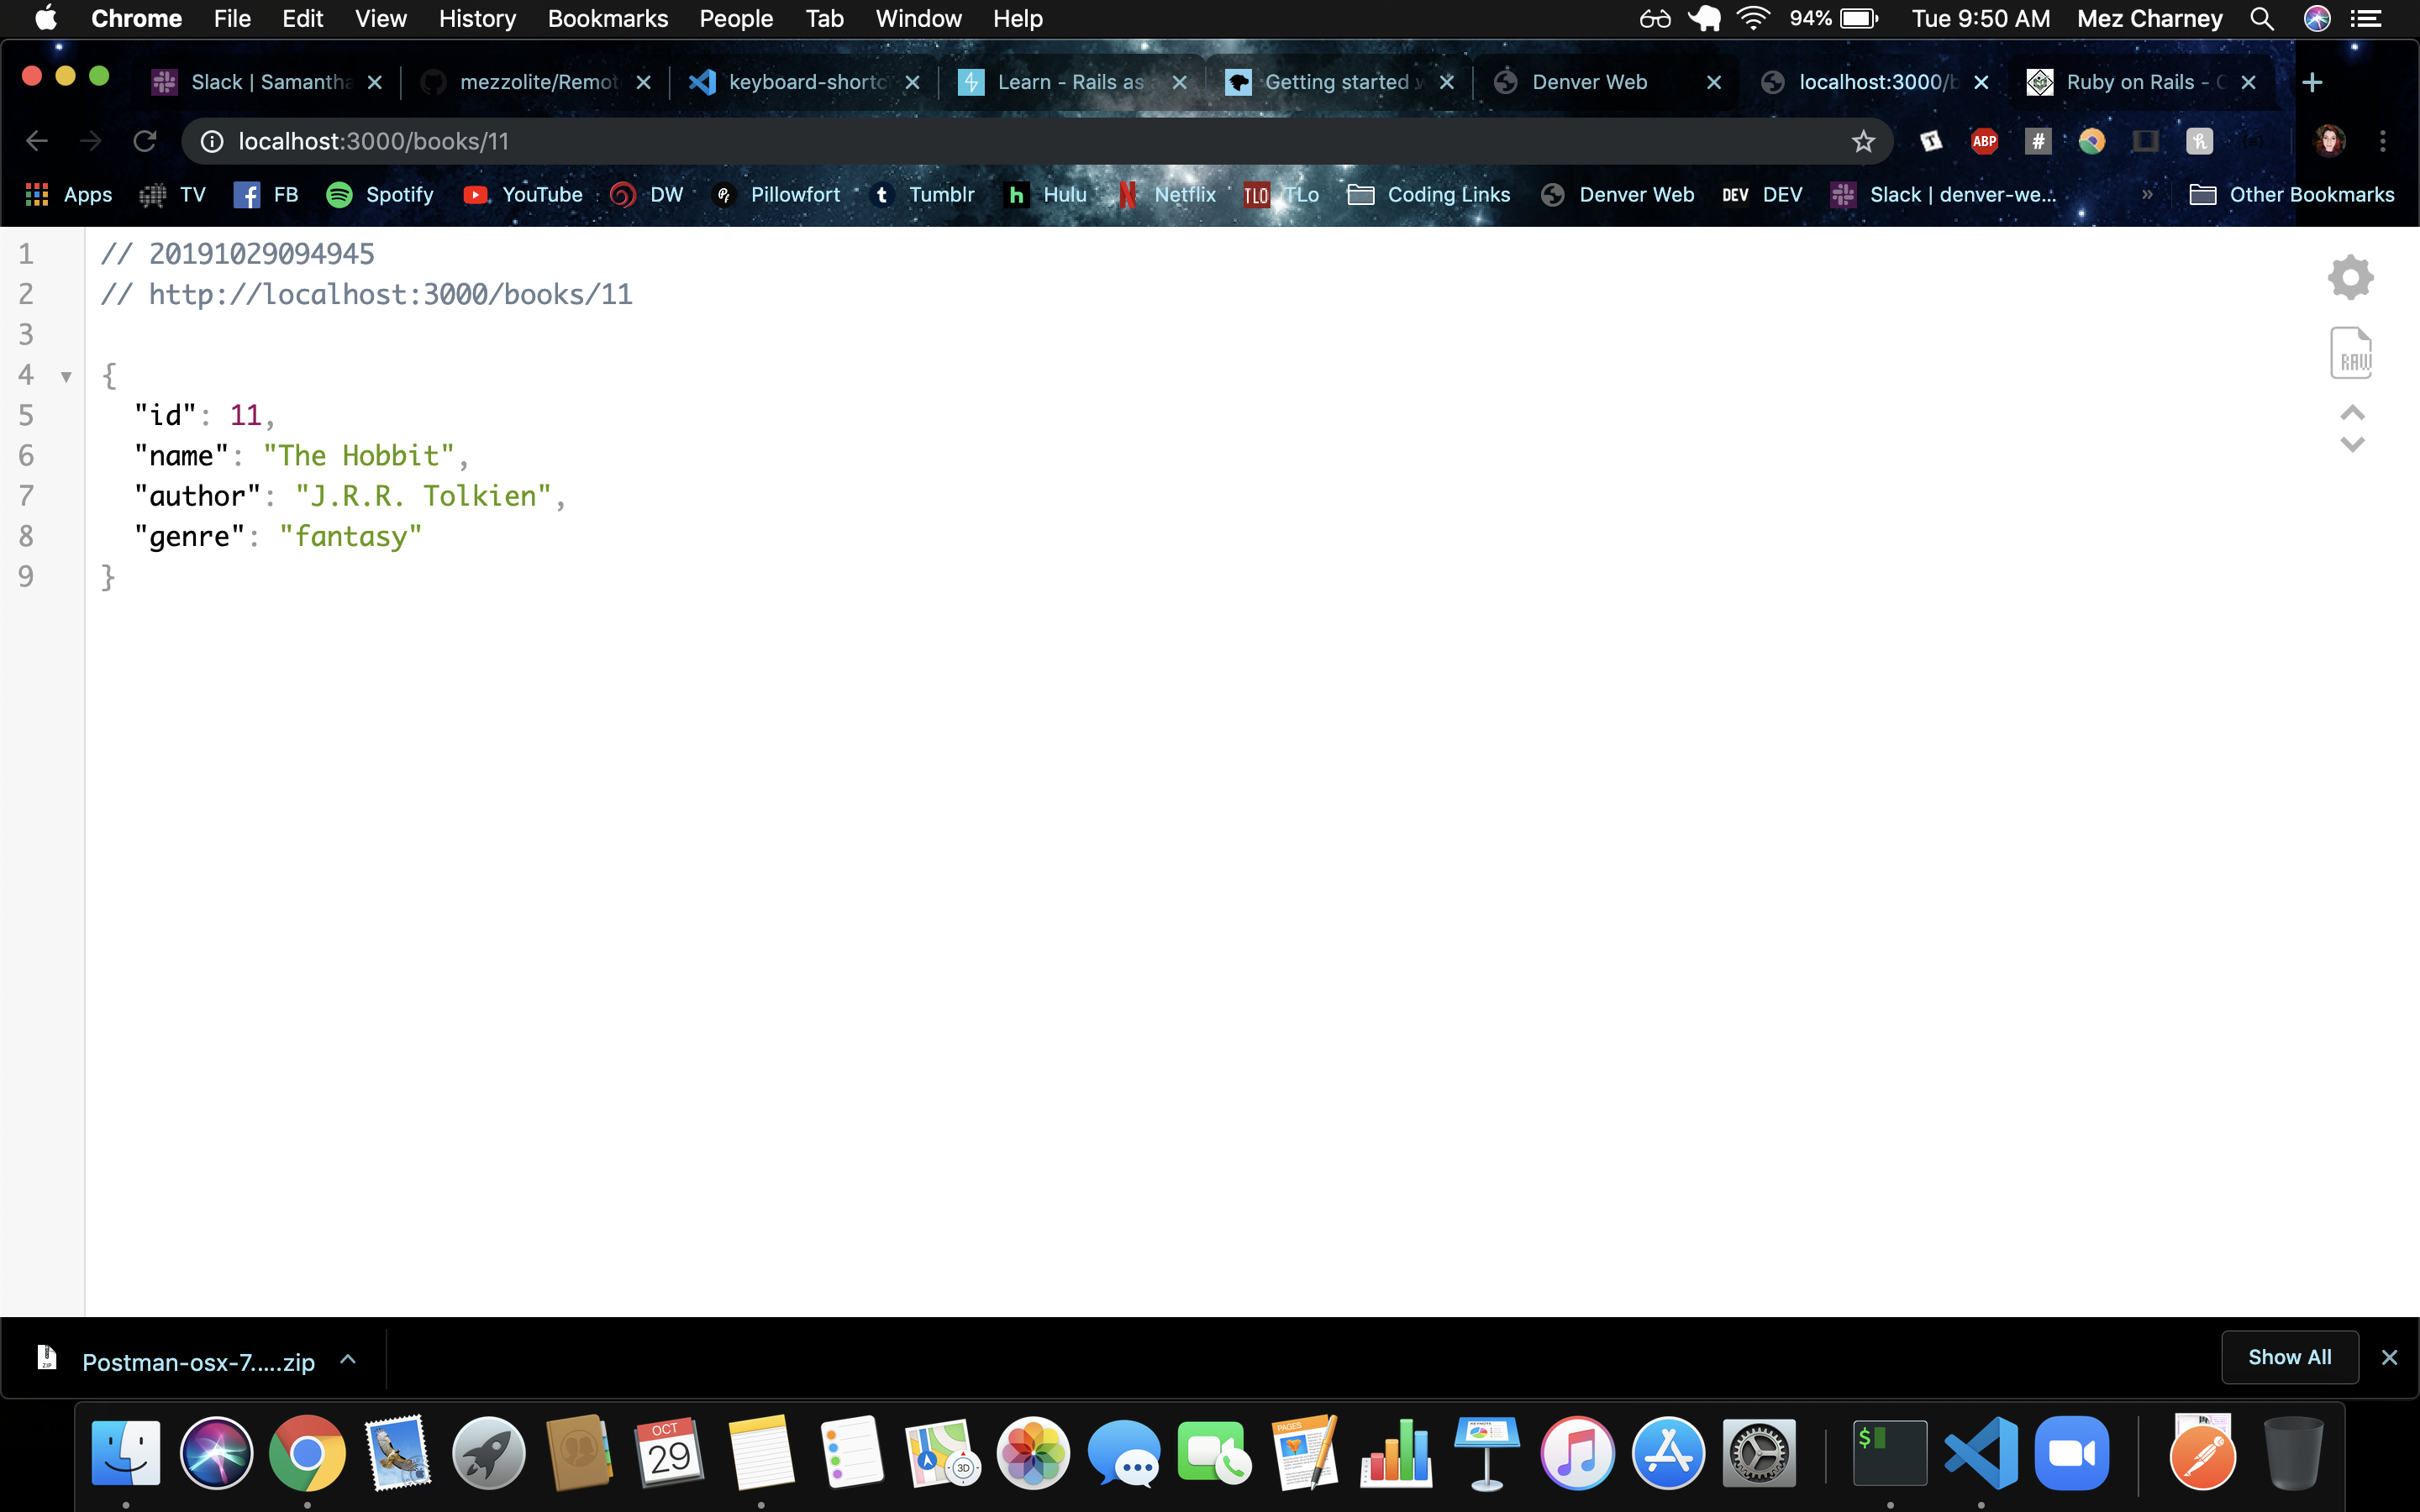 Chrome File Edit View History Bookmarks People Tab Window Help 94% Tue 9:50 AM Mez Charney
Slack | Samantha mezzolite/Remot keyboard-shortc Learn - Rails as Getting started Denver Web localhost:3000/b Ruby on Rails -
localhost:3000/books/11 ABP #
Apps TV FB Spotify YouTube DW Pillowfort Tumblr Hulu Netflix TLO TLo Coding Links Denver Web DEV DEV Slack | denver-we... » Other Bookmarks
1 // 20191029094945
2 // http://localhost:3000/books/11
3
4 {
5 "id": 11,
6 "name": "The Hobbit",
7 "author": "J.R.R. Tolkien",
8 "genre": "fantasy"
9 }
RAW
Postman-osx-7.....zip Show All
OCT
29
3D
PAGES
$